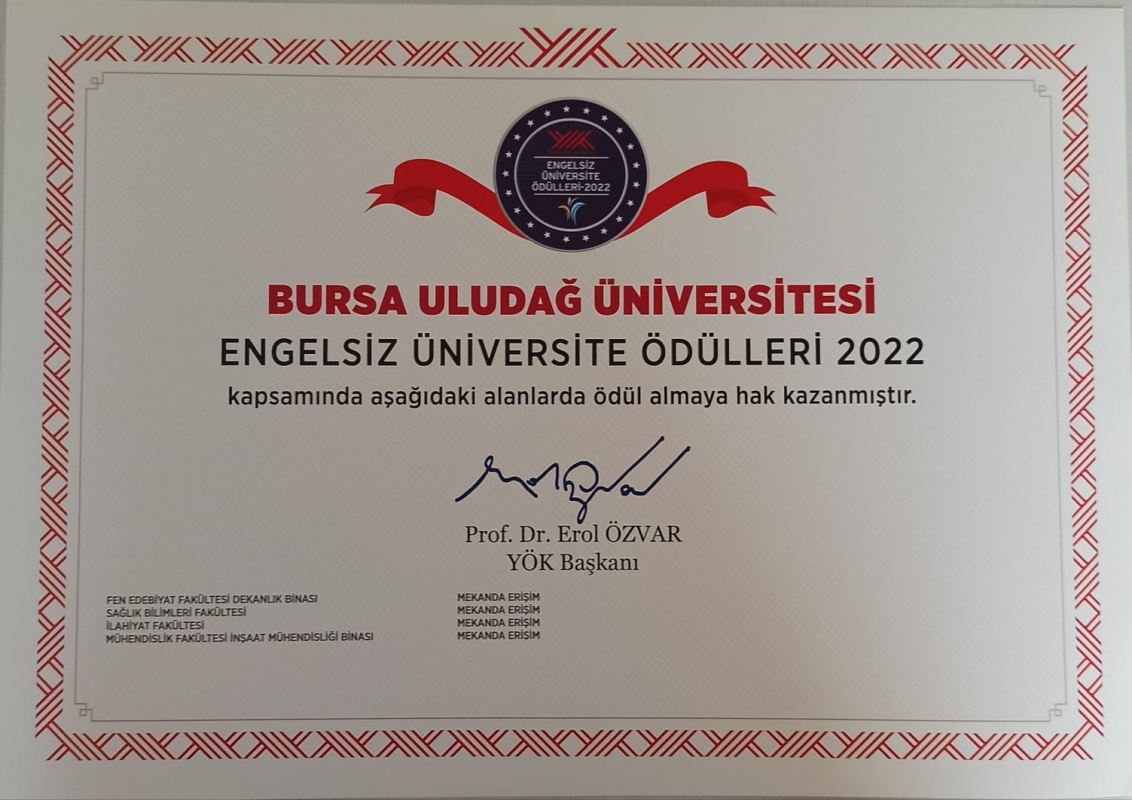 ENGELSİZ
ÜNİVERSİTE
ÖDÜLLERİ-2022
BURSA ULUDAĞ ÜNİVERSİTESİ
ENGELSİZ ÜNİVERSİTE ÖDÜLLERİ 2022
kapsamında aşağıdaki alanlarda ödül almaya hak kazanmıştır.
Prof. Dr. Erol ÖZVAR
YÖK Başkanı
FEN EDEBİYAT FAKÜLTESİ DEKANLIK BİNASI MEKANDA ERİŞİM
SAĞLIK BİLİMLERİ FAKÜLTESİ MEKANDA ERİŞİM
İLAHİYAT FAKÜLTESİ MEKANDA ERİŞİM
MÜHENDİSLİK FAKÜLTESİ İNŞAAT MÜHENDİSLİĞİ BİNASI MEKANDA ERİŞİM